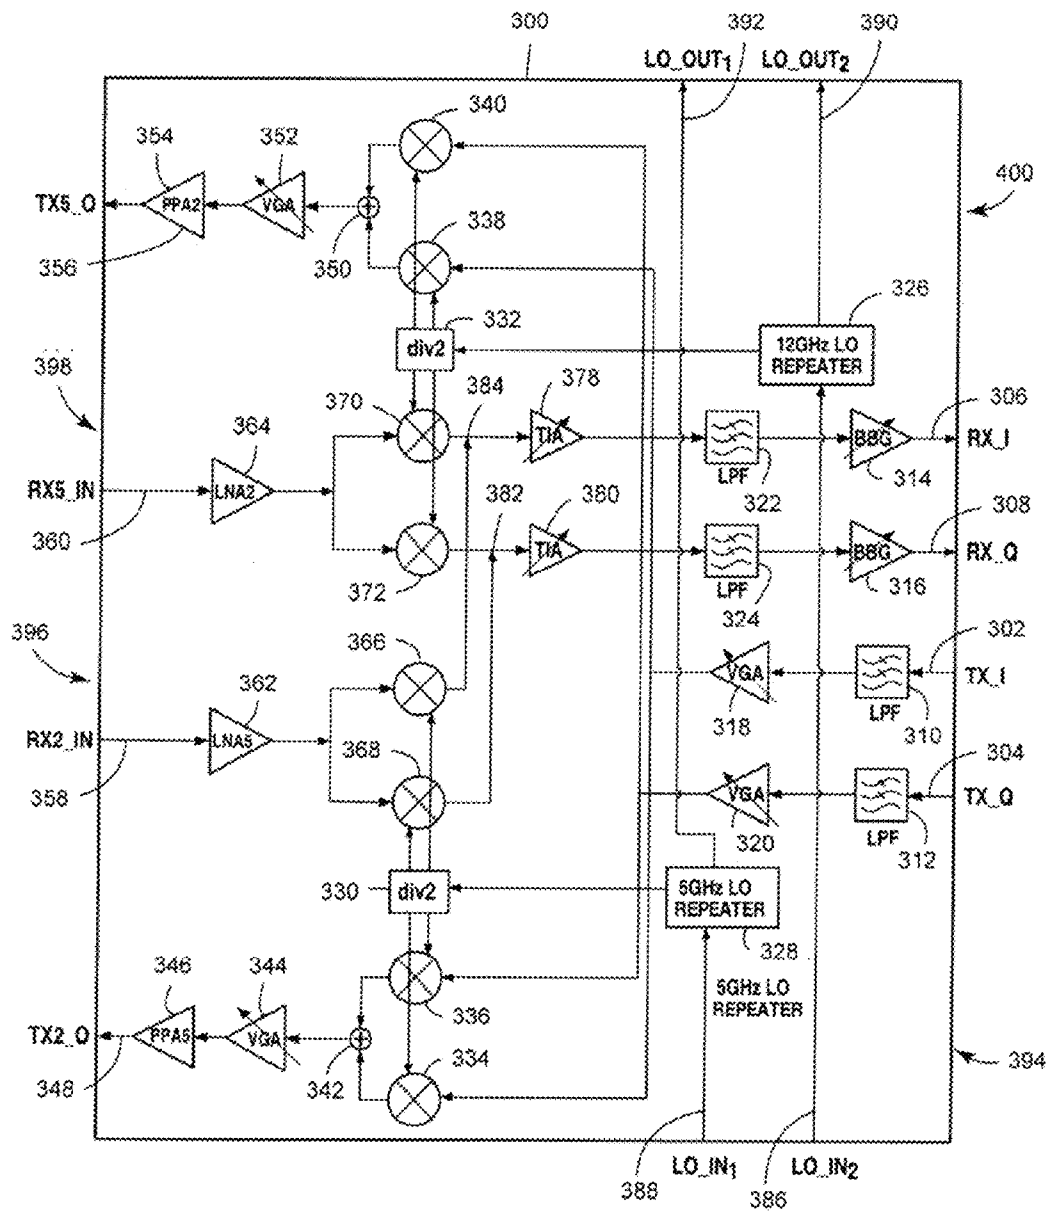 300
392
390
LO_OUT1
LO_OUT2
340
354
352
400
TX5_O
PPA2
VGA
338
356
350
332
326
div2
12GHz LO
REPEATER
398
384
378
370
306
364
TIA
BBG
RX_I
LPF
314
RX5_IN
LNA2
382
380
322
308
360
TIA
BBG
RX_Q
372
LPF
316
324
396
366
302
VGA
TX_I
362
LPF
318
310
RX2_IN
LNA5
368
304
358
VGA
TX_Q
LPF
320
312
330
div2
5GHz LO
REPEATER
328
346
344
5GHz LO
REPEATER
336
TX2_O
PPA5
VGA
334
394
348
342
LO_IN1
LO_IN2
388
386